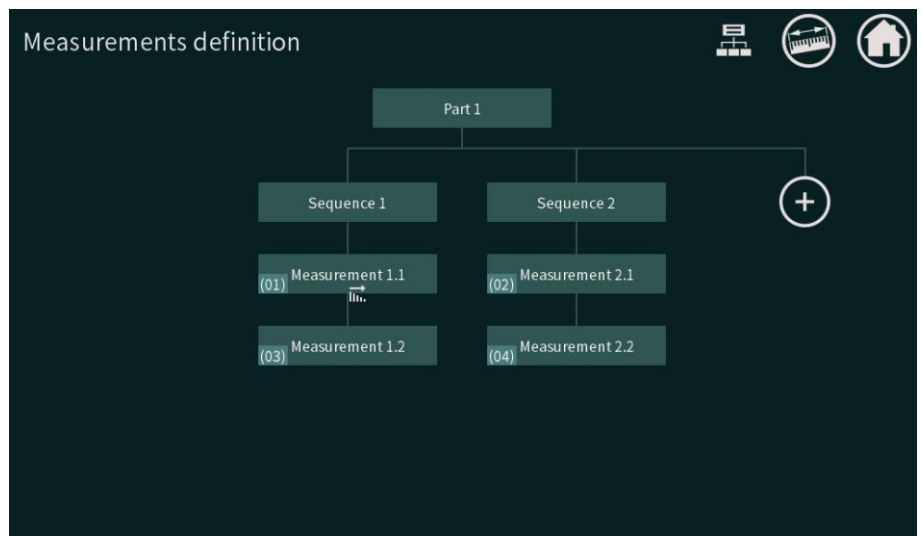 Measurements definition
Part 1
Sequence 1
Sequence 2
+
(01) Measurement 1.1
(02) Measurement 2.1
(03) Measurement 1.2
(04) Measurement 2.2